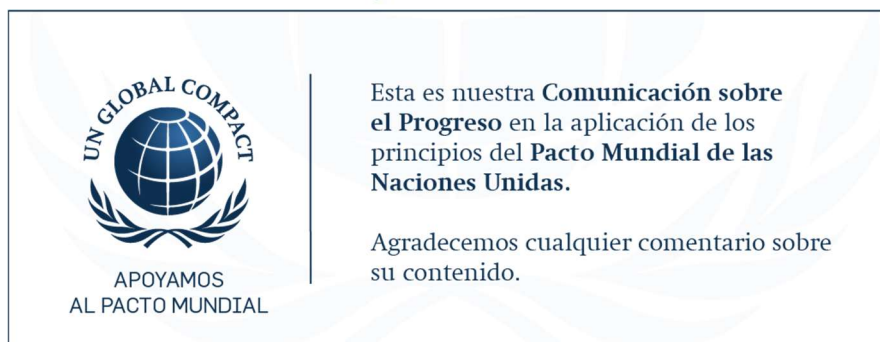 UN GLOBAL COMPACT
APOYAMOS
AL PACTO MUNDIAL
Esta es nuestra Comunicación sobre
el Progreso en la aplicación de los
principios del Pacto Mundial de las
Naciones Unidas.
Agradecemos cualquier comentario sobre
su contenido.